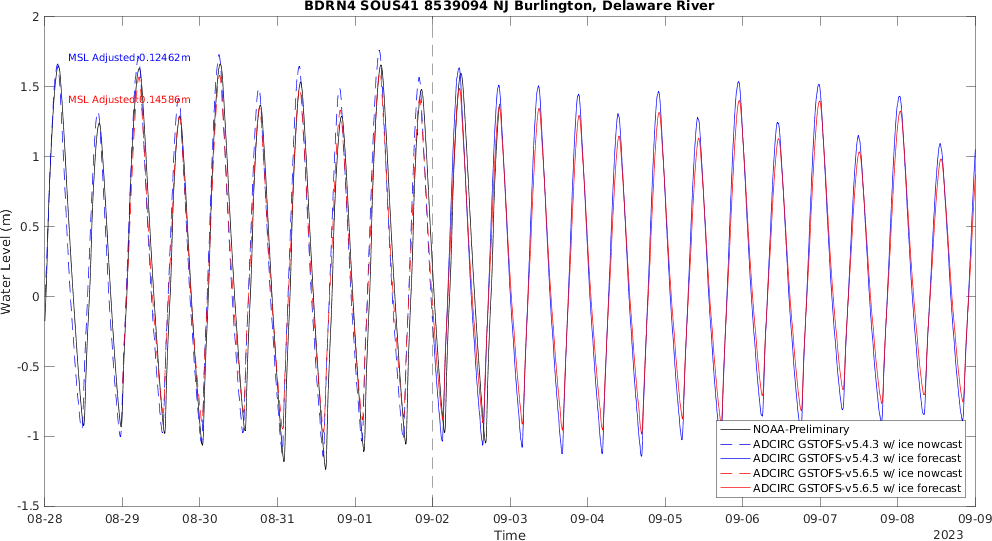 BDRN4 SOUS41 8539094 NJ Burlington, Delaware River
MSL Adjusted:0.12462m
MSL Adjusted:0.14586m
Water Level (m)
2
1.5
1
0.5
0
-0.5
-1
-1.5
NOAA-Preliminary
ADCIRC GSTOFS-v5.4.3 w/ ice nowcast
ADCIRC GSTOFS-v5.4.3 w/ ice forecast
ADCIRC GSTOFS-v5.6.5 w/ ice nowcast
ADCIRC GSTOFS-v5.6.5 w/ ice forecast
08-28 08-29 08-30 08-31 09-01 09-02 09-03 09-04 09-05 09-06 09-07 09-08 09-09
Time
2023